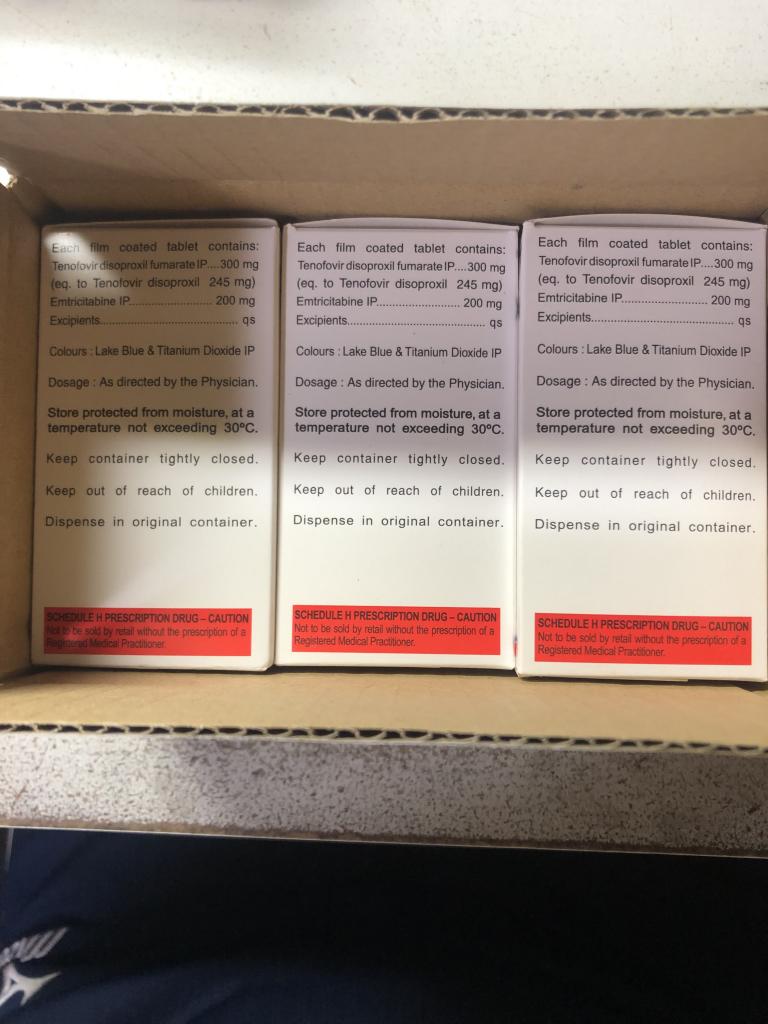 Each film coated tablet contains:
Tenofovir disoproxil fumarate IP....300 mg
(eq. to Tenofovir disoproxil 245 mg)
Emtricitabine IP......................... 200 mg
Excipients.......................................... qs
Colours : Lake Blue & Titanium Dioxide IP
Dosage : As directed by the Physician.
Store protected from moisture, at a
temperature not exceeding 30ºC.
Keep container tightly closed.
Keep out of reach of children.
Dispense in original container.
SCHEDULE H PRESCRIPTION DRUG – CAUTION
Not to be sold by retail without the prescription of a
Registered Medical Practitioner.
Each film coated tablet contains:
Tenofovir disoproxil fumarate IP....300 mg
(eq. to Tenofovir disoproxil 245 mg)
Emtricitabine IP......................... 200 mg
Excipients.......................................... qs
Colours : Lake Blue & Titanium Dioxide IP
Dosage : As directed by the Physician.
Store protected from moisture, at a
temperature not exceeding 30ºC.
Keep container tightly closed.
Keep out of reach of children.
Dispense in original container.
SCHEDULE H PRESCRIPTION DRUG – CAUTION
Not to be sold by retail without the prescription of a
Registered Medical Practitioner.
Each film coated tablet contains:
Tenofovir disoproxil fumarate IP....300 mg
(eq. to Tenofovir disoproxil 245 mg)
Emtricitabine IP.......................... 200 mg
Excipients........................................... qs
Colours : Lake Blue & Titanium Dioxide IP
Dosage : As directed by the Physician.
Store protected from moisture, at a
temperature not exceeding 30ºC.
Keep container tightly closed.
Keep out of reach of children.
Dispense in original container.
SCHEDULE H PRESCRIPTION DRUG – CAUTION
Not to be sold by retail without the prescription of a
Registered Medical Practitioner.